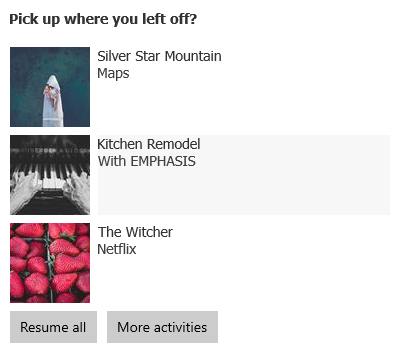 Pick up where you left off?
Silver Star Mountain
Maps
Kitchen Remodel
With EMPHASIS
The Witcher
Netflix
Resume all
More activities